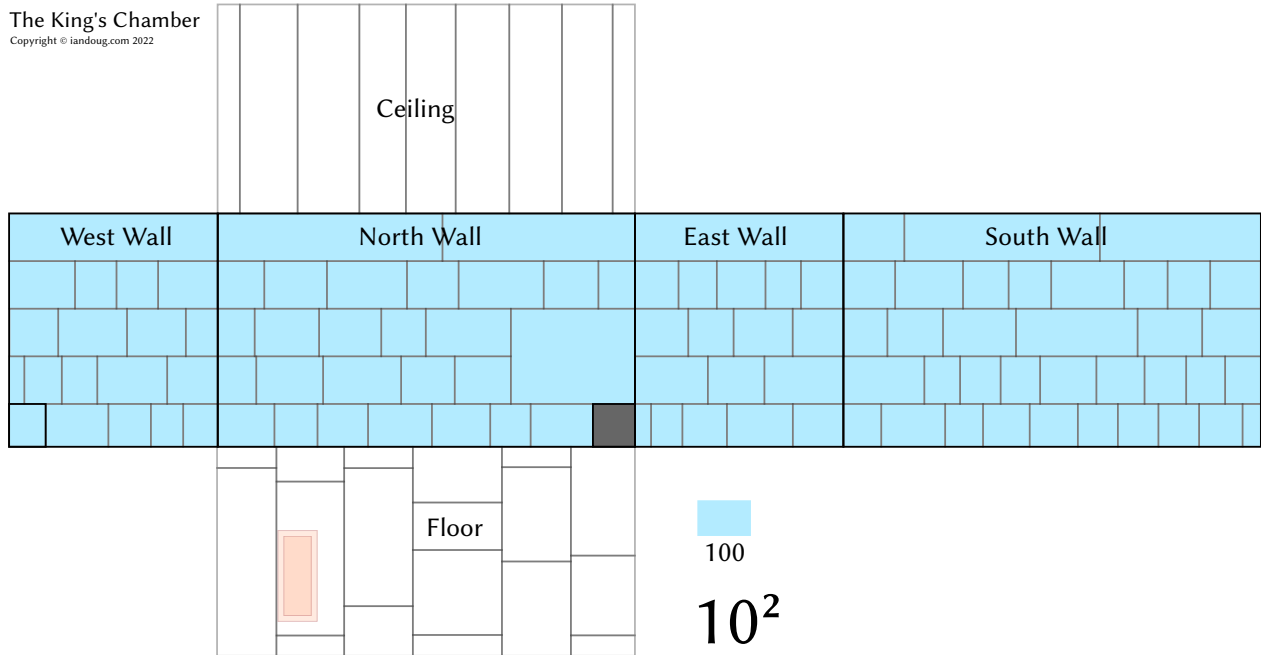 The King's Chamber
Copyright © iandoug.com 2022
Ceiling
West Wall
North Wall
East Wall
South Wall
Floor
100
10²